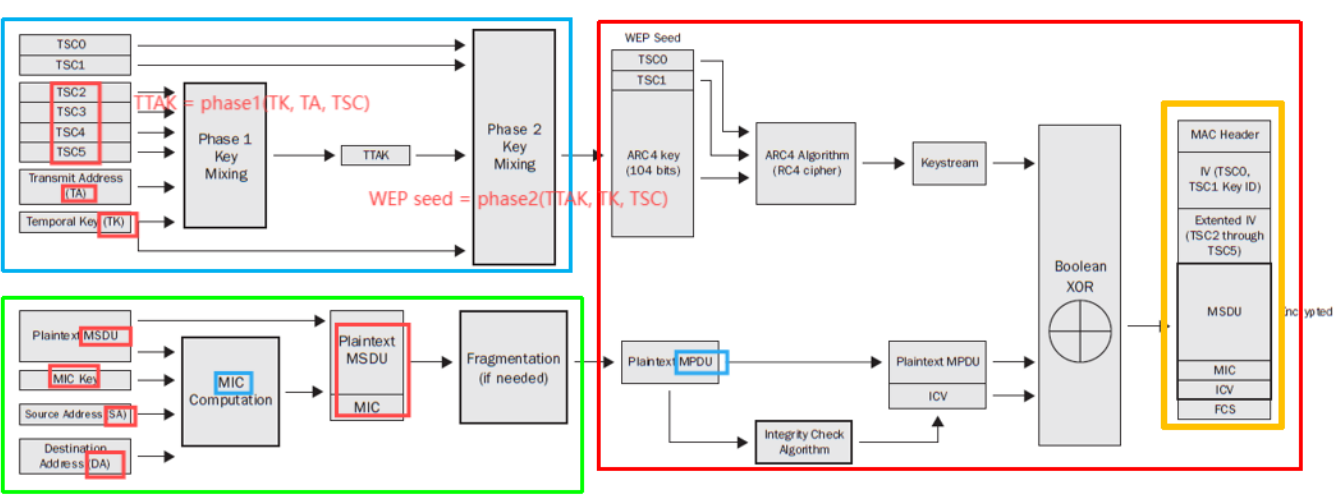 TSC0
TSC1
TSC2
TSC3
TSC4
TSC5
Transmit Address
(TA)
Temporal Key (TK)
TTAK = phase1(TK, TA, TSC)
Phase 1
Key
Mixing
TTAK
Phase 2
Key
Mixing
WEP seed = phase2(TTAK, TK, TSC)
WEP Seed
TSC0
TSC1
ARC4 key
(104 bits)
ARC4 Algorithm
(RC4 cipher)
Keystream
Boolean
XOR
MAC Header
IV (TSC0,
TSC1 Key ID)
Extented IV
(TSC2 through
TSC5)
MSDU
MIC
ICV
FCS
Encrypted
Plaintext MSDU
MIC Key
Source Address (SA)
Destination
Address (DA)
MIC
Computation
Plaintext
MSDU
MIC
Fragmentation
(if needed)
Plaintext MPDU
Plaintext MPDU
ICV
Integrity Check
Algorithm